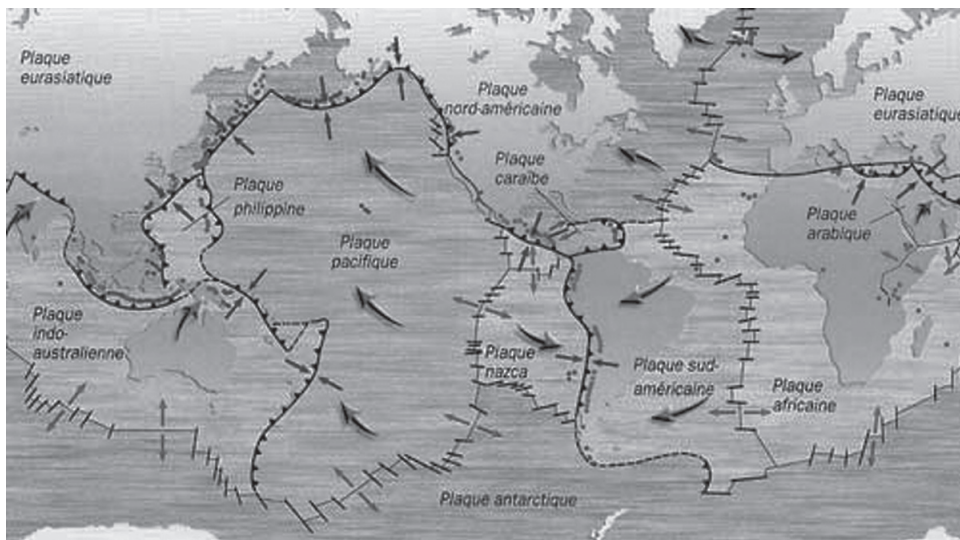 Plaque
eurasiatique
Plaque
nord-américaine
Plaque
eurasiatique
Plaque
caraïbe
Plaque
philippine
Plaque
arabique
Plaque
pacifique
Plaque
indo-
australienne
Plaque
nazca
Plaque sud-
américaine
Plaque
africaine
Plaque antarctique